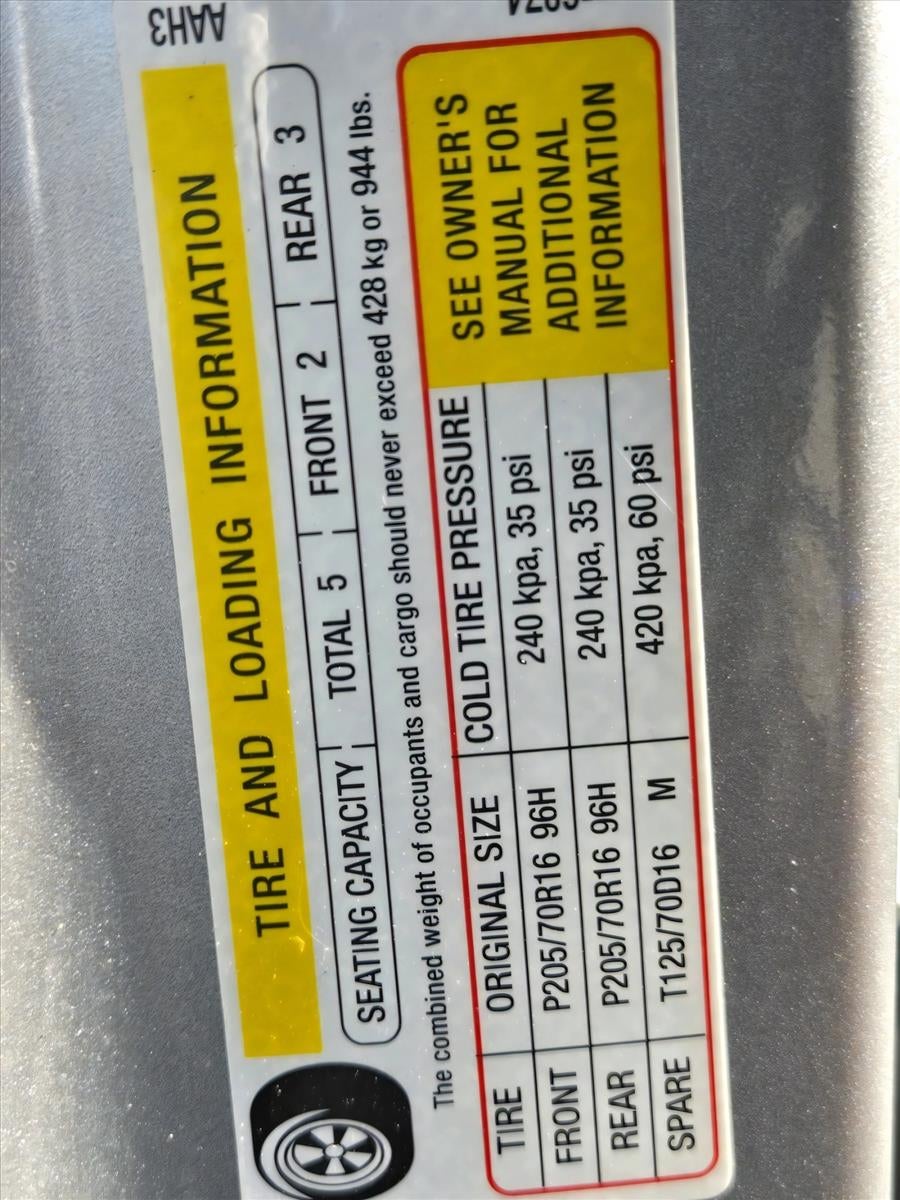 AAH3
TIRE AND LOADING INFORMATION
SEATING CAPACITY TOTAL 5 FRONT 2 REAR 3
The combined weight of occupants and cargo should never exceed 428 kg or 944 lbs.
TIRE ORIGINAL SIZE COLD TIRE PRESSURE
FRONT P205/70R16 96H 240 kpa, 35 psi
REAR P205/70R16 96H 240 kpa, 35 psi
SPARE T125/70D16 M 420 kpa, 60 psi
SEE OWNER'S
MANUAL FOR
ADDITIONAL
INFORMATION